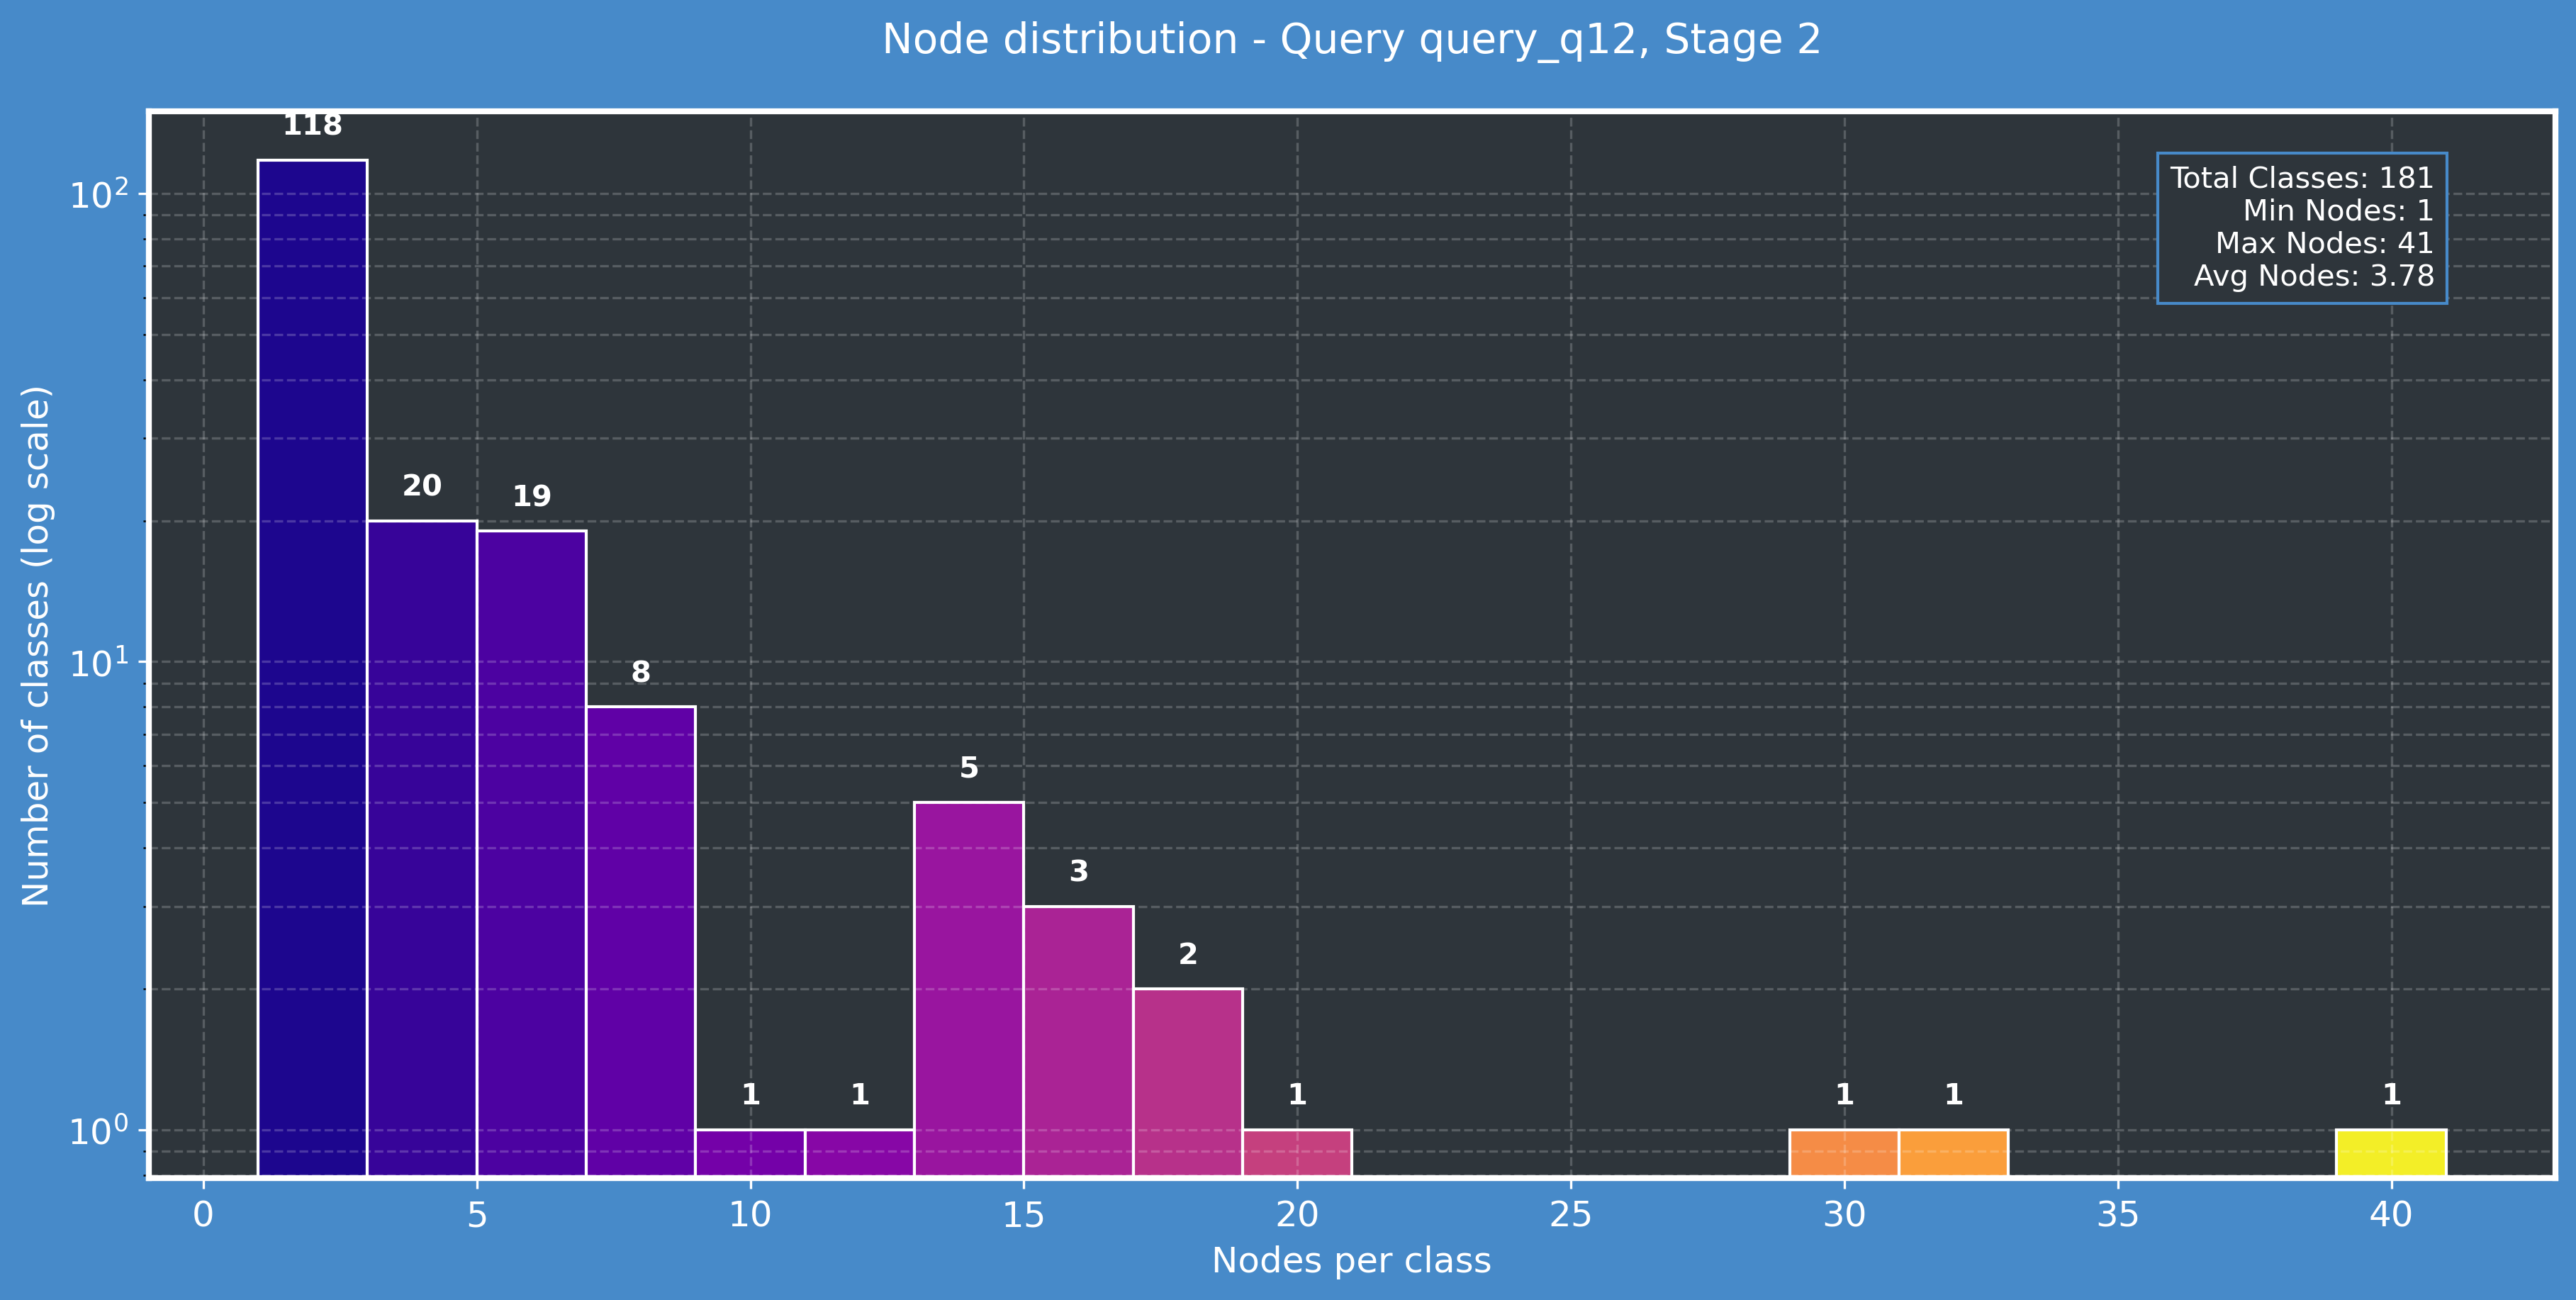 Node distribution - Query query_q12, Stage 2
Number of classes (log scale)
10²
10¹
10⁰
118
20
19
8
1
1
5
3
2
1
1
1
1
Total Classes: 181
Min Nodes: 1
Max Nodes: 41
Avg Nodes: 3.78
0 5 10 15 20 25 30 35 40
Nodes per class